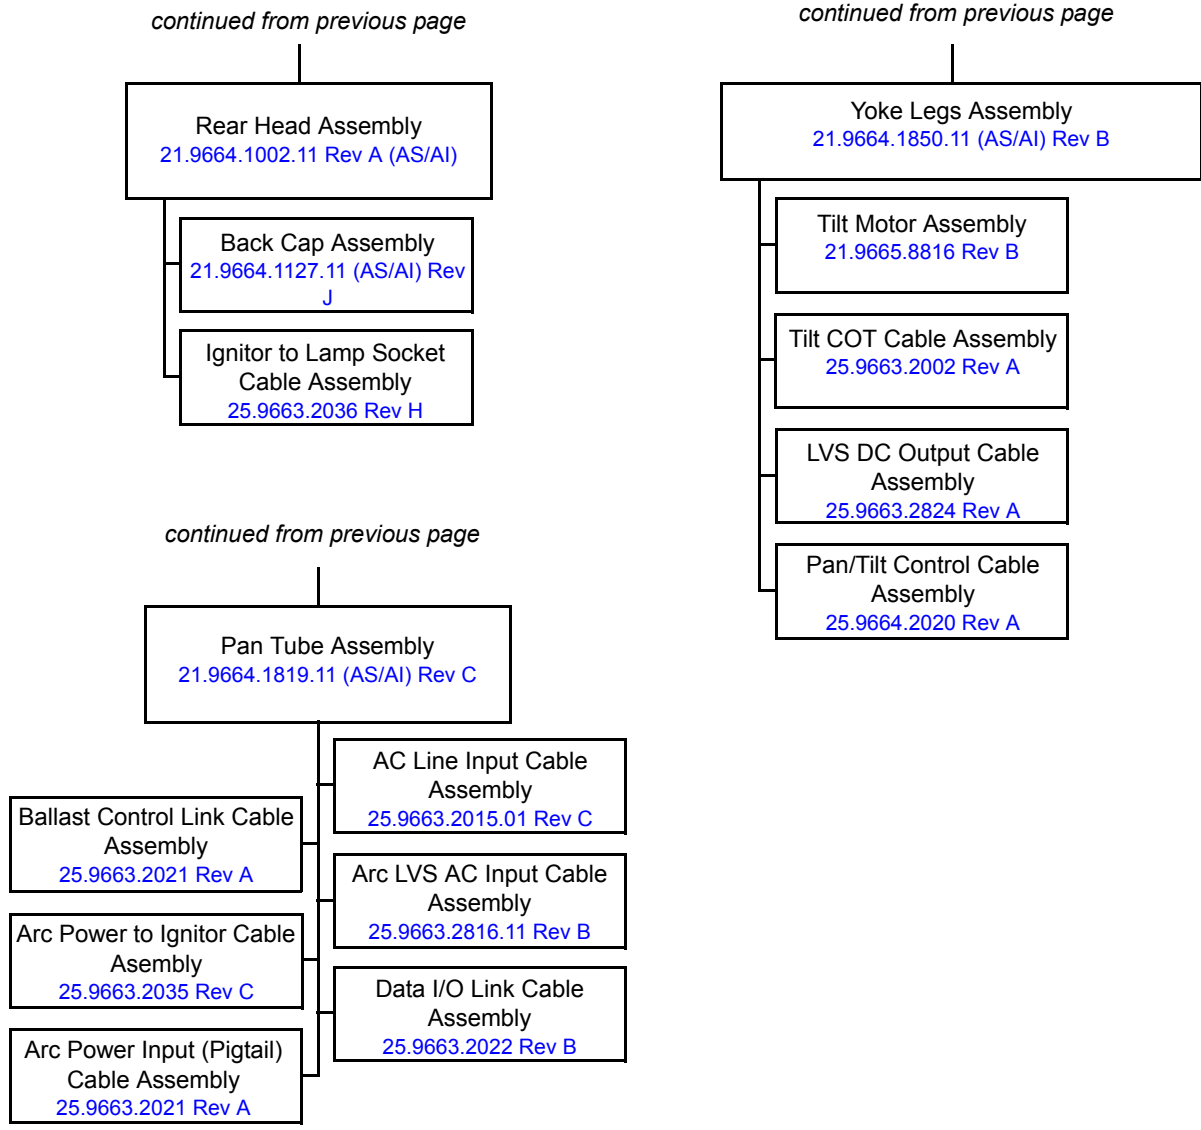 continued from previous page
Rear Head Assembly
21.9664.1002.11 Rev A (AS/AI)
Back Cap Assembly
21.9664.1127.11 (AS/AI) Rev
J
Ignitor to Lamp Socket
Cable Assembly
25.9663.2036 Rev H
continued from previous page
Yoke Legs Assembly
21.9664.1850.11 (AS/AI) Rev B
Tilt Motor Assembly
21.9665.8816 Rev B
Tilt COT Cable Assembly
25.9663.2002 Rev A
LVS DC Output Cable
Assembly
25.9663.2824 Rev A
Pan/Tilt Control Cable
Assembly
25.9664.2020 Rev A
continued from previous page
Pan Tube Assembly
21.9664.1819.11 (AS/AI) Rev C
Ballast Control Link Cable
Assembly
25.9663.2021 Rev A
Arc Power to Ignitor Cable
Asembly
25.9663.2035 Rev C
Arc Power Input (Pigtail)
Cable Assembly
25.9663.2021 Rev A
AC Line Input Cable
Assembly
25.9663.2015.01 Rev C
Arc LVS AC Input Cable
Assembly
25.9663.2816.11 Rev B
Data I/O Link Cable
Assembly
25.9663.2022 Rev B